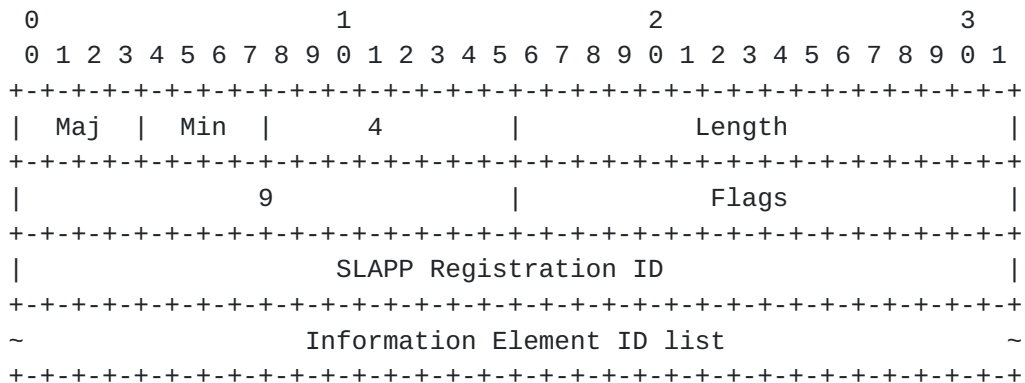 0                   1                   2                   3
 0 1 2 3 4 5 6 7 8 9 0 1 2 3 4 5 6 7 8 9 0 1 2 3 4 5 6 7 8 9 0 1
+-+-+-+-+-+-+-+-+-+-+-+-+-+-+-+-+-+-+-+-+-+-+-+-+-+-+-+-+-+-+-+-+
|  Maj  |  Min  |      4        |           Length              |
+-+-+-+-+-+-+-+-+-+-+-+-+-+-+-+-+-+-+-+-+-+-+-+-+-+-+-+-+-+-+-+-+
|               9               |            Flags              |
+-+-+-+-+-+-+-+-+-+-+-+-+-+-+-+-+-+-+-+-+-+-+-+-+-+-+-+-+-+-+-+-+
|                    SLAPP Registration ID                      |
+-+-+-+-+-+-+-+-+-+-+-+-+-+-+-+-+-+-+-+-+-+-+-+-+-+-+-+-+-+-+-+-+
~                  Information Element ID list                  ~
+-+-+-+-+-+-+-+-+-+-+-+-+-+-+-+-+-+-+-+-+-+-+-+-+-+-+-+-+-+-+-+-+